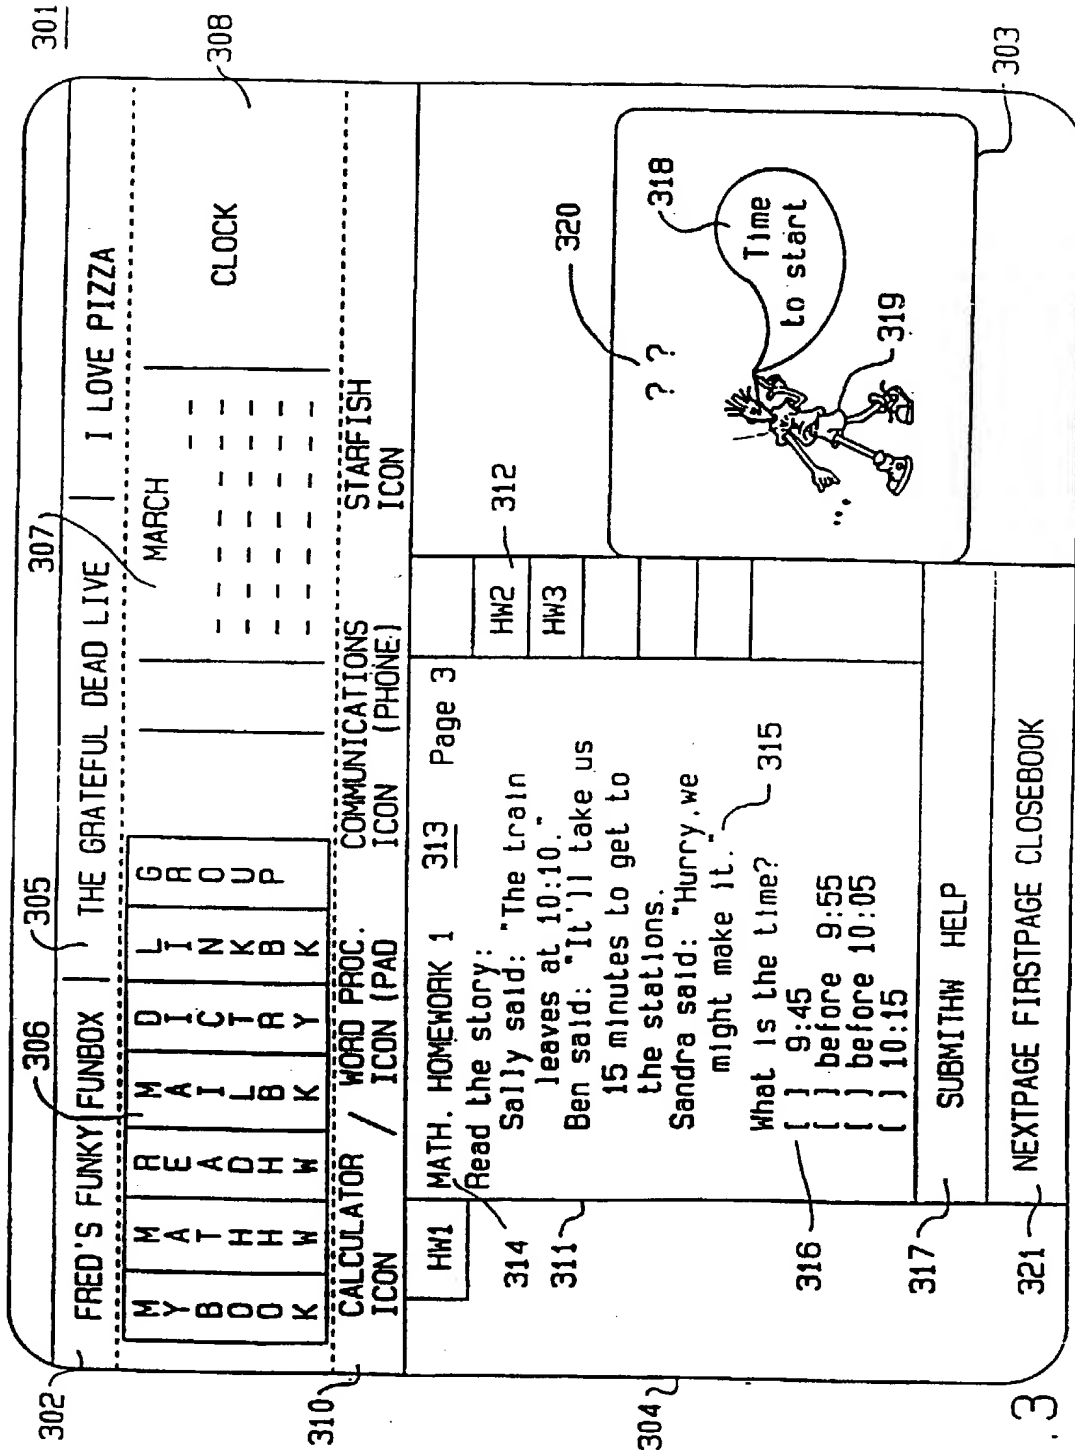 301
302
305
307
308
FRED'S FUNKY FUNBOX | THE GRATEFUL DEAD LIVE | I LOVE PIZZA
306
M M R M D L G
Y A E A I I R
B T A I C N O
O H D L T K U
O H H B R B P
K W W K Y K
MARCH
CLOCK
310
CALCULATOR / WORD PROC. COMMUNICATIONS STARFISH
ICON ICON (PAD ICON (PHONE) ICON
HW1
MATH. HOMEWORK 1 313 Page 3
314
Read the story:
Sally said: "The train
leaves at 10:10."
Ben said: "It'll take us
15 minutes to get to
the stations.
Sandra said: "Hurry, we
might make it."
315
What is the time?
[ ] 9:45
[ ] before 9:55
[ ] before 10:05
[ ] 10:15
311
316
HW2
312
HW3
320
? ?
318
Time
to start
319
...
303
304
317
SUBMITHW HELP
321
NEXTPAGE FIRSTPAGE CLOSEBOOK
. 3